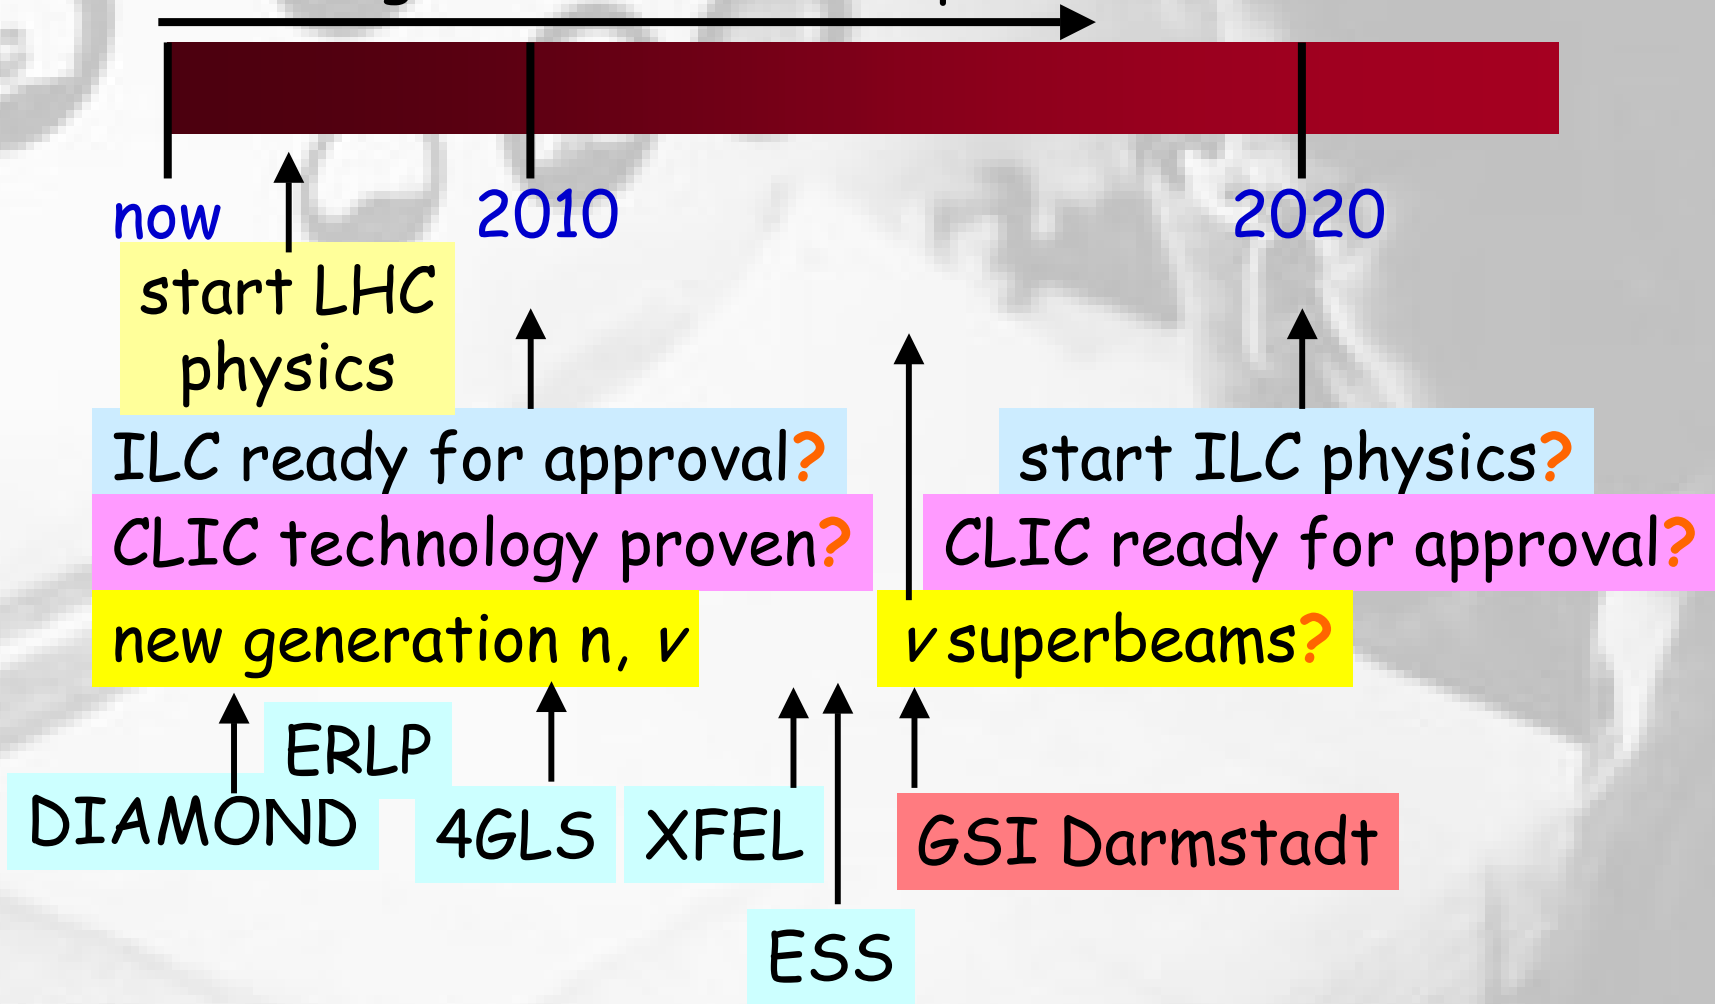 now 2010 2020
start LHC
physics
ILC ready for approval? start ILC physics?
CLIC technology proven? CLIC ready for approval?
new generation n, ν ν superbeams?
ERLP
DIAMOND 4GLS XFEL GSI Darmstadt
ESS